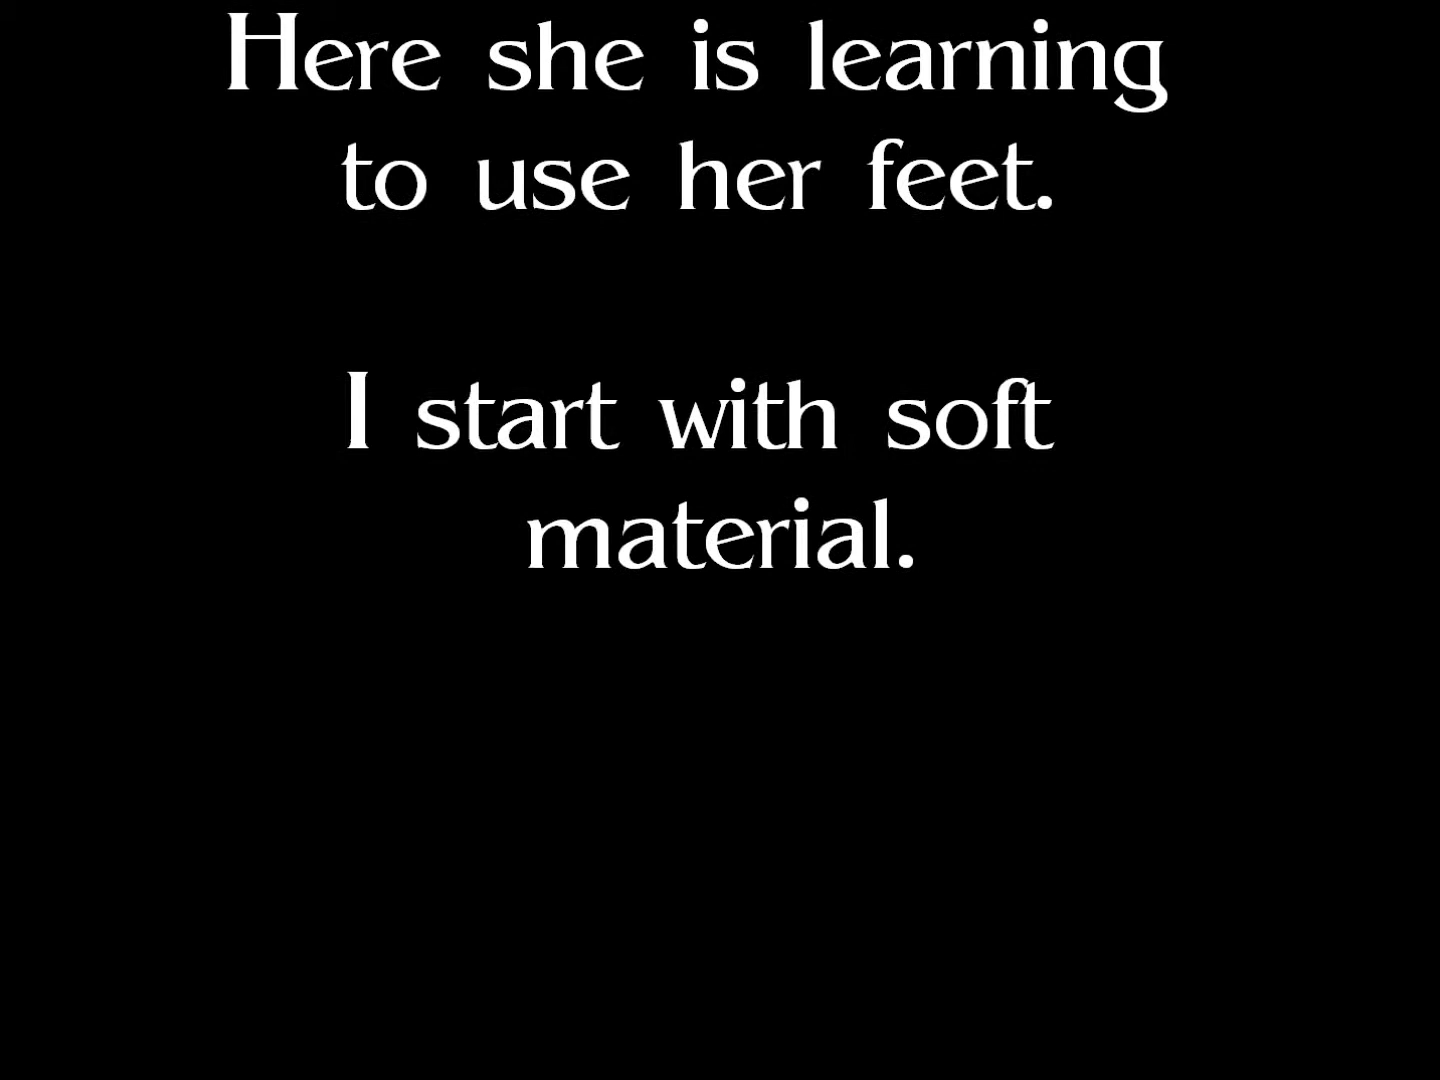 Here she is learning
to use her feet.
I start with soft
material.